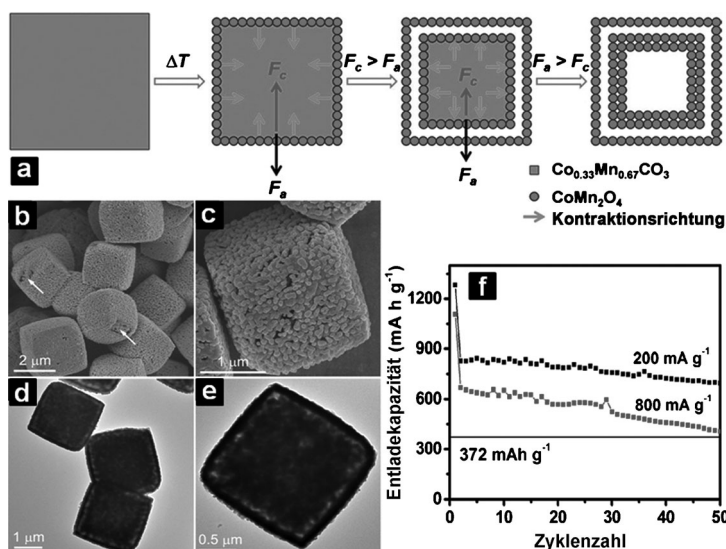 ΔT
F_c > F_a
F_a > F_c
F_c
F_c
F_a
F_a
a
Co₀.₃₃Mn₀.₆₇CO₃
CoMn₂O₄
Kontraktionsrichtung
b
2 μm
c
1 μm
d
1 μm
e
0.5 μm
f
Entladekapazität (mA h g⁻¹)
1200
900
600
300
0
200 mA g⁻¹
800 mA g⁻¹
372 mAh g⁻¹
0 10 20 30 40 50
Zyklenzahl